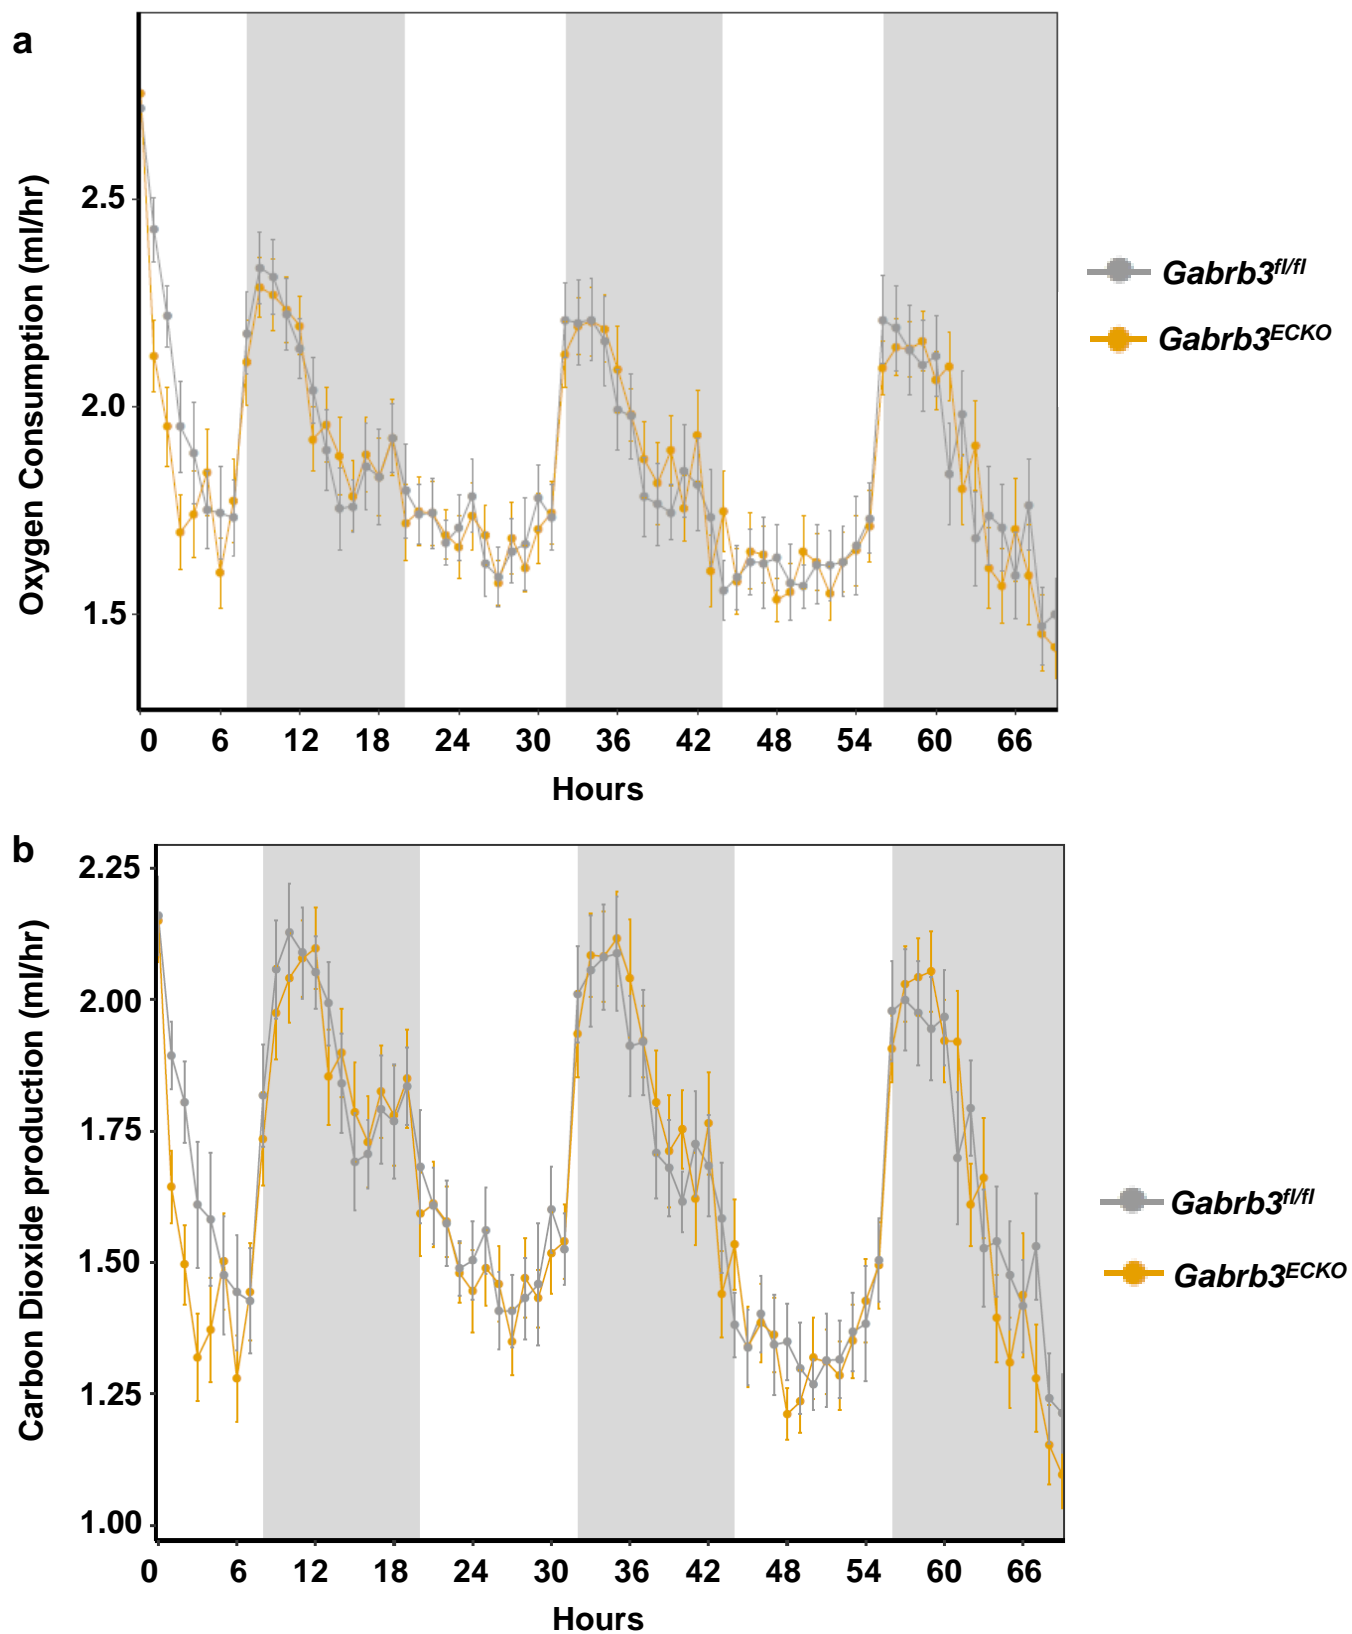 a
Oxygen Consumption (ml/hr)
2.5
2.0
1.5
0 6 12 18 24 30 36 42 48 54 60 66
Hours
Gabrb3fl/fl
Gabrb3ECKO
b
Carbon Dioxide production (ml/hr)
2.25
2.00
1.75
1.50
1.25
1.00
0 6 12 18 24 30 36 42 48 54 60 66
Hours
Gabrb3fl/fl
Gabrb3ECKO